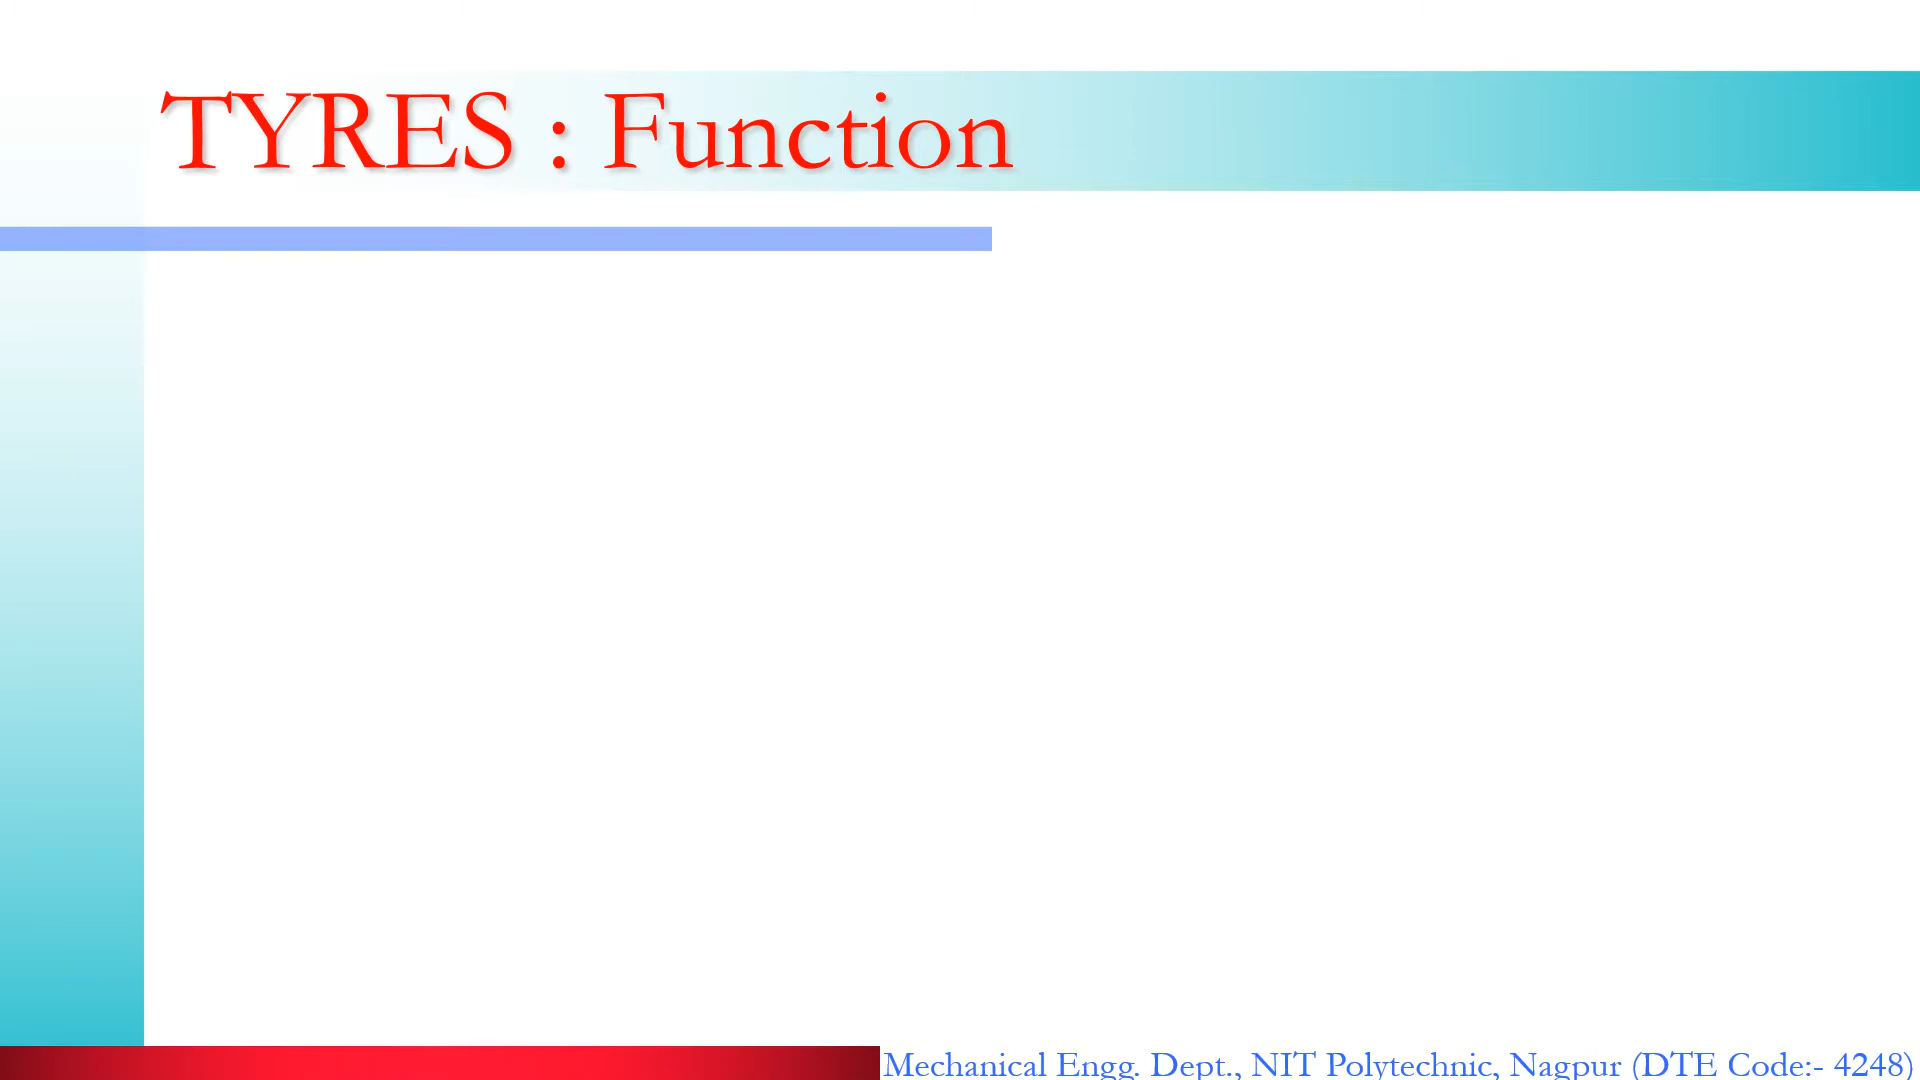 TYRES : Function
Mechanical Engg. Dept., NIT Polytechnic, Nagpur (DTE Code:- 4248)